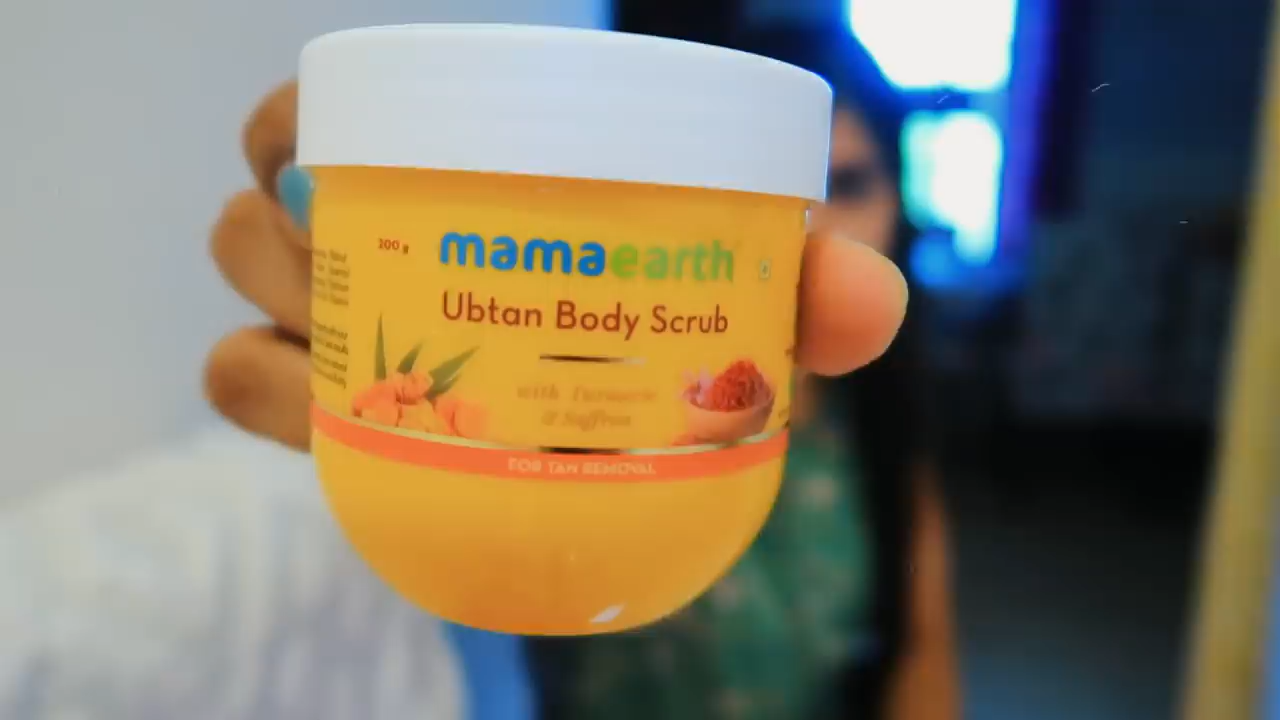 200 g
mamaearth
Ubtan Body Scrub
with Turmeric
& Saffron
FOR TAN REMOVAL